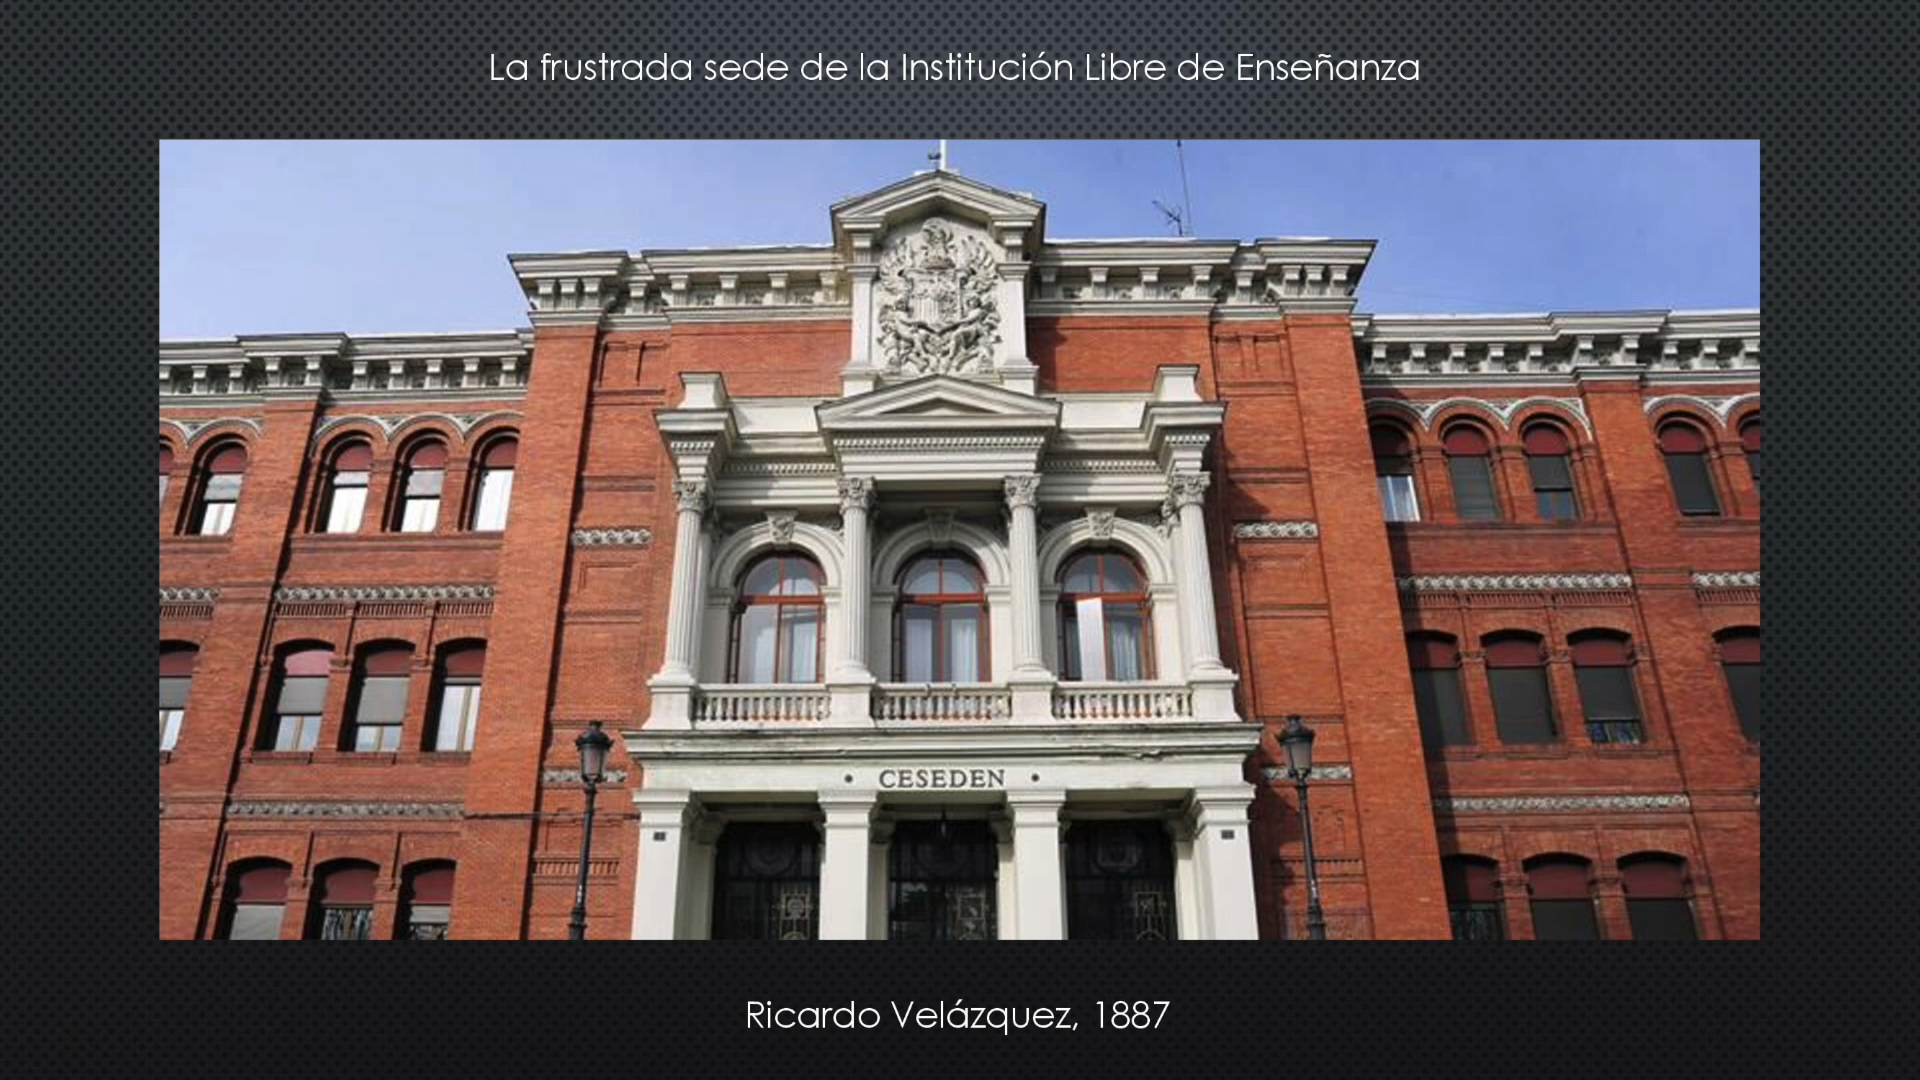 La frustrada sede de la Institución Libre de Enseñanza
• CESEDEN •
Ricardo Velázquez, 1887